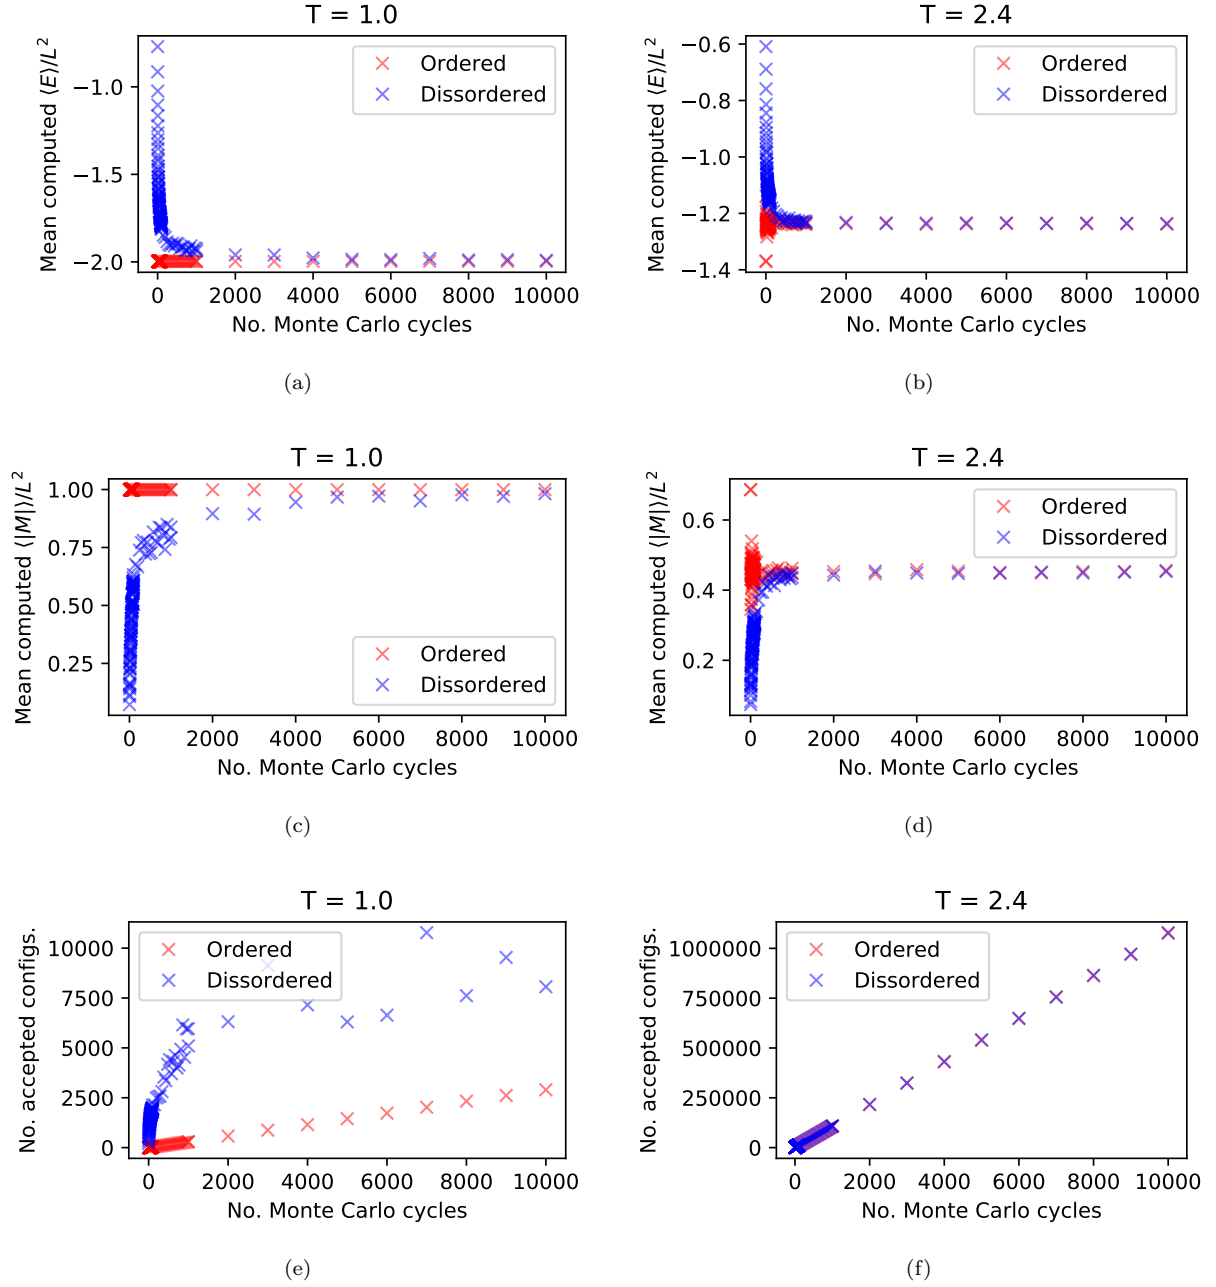 T = 1.0
Mean computed ⟨E⟩/L²
−1.0
−1.5
−2.0
Ordered
Dissordered
0 2000 4000 6000 8000 10000
No. Monte Carlo cycles
(a)
T = 2.4
Mean computed ⟨E⟩/L²
−0.6
−0.8
−1.0
−1.2
−1.4
Ordered
Dissordered
0 2000 4000 6000 8000 10000
No. Monte Carlo cycles
(b)
T = 1.0
Mean computed ⟨|M|⟩/L²
1.00
0.75
0.50
0.25
Ordered
Dissordered
0 2000 4000 6000 8000 10000
No. Monte Carlo cycles
(c)
T = 2.4
Mean computed ⟨|M|⟩/L²
0.6
0.4
0.2
Ordered
Dissordered
0 2000 4000 6000 8000 10000
No. Monte Carlo cycles
(d)
T = 1.0
No. accepted configs.
10000
7500
5000
2500
0
Ordered
Dissordered
0 2000 4000 6000 8000 10000
No. Monte Carlo cycles
(e)
T = 2.4
No. accepted configs.
1000000
750000
500000
250000
0
Ordered
Dissordered
0 2000 4000 6000 8000 10000
No. Monte Carlo cycles
(f)